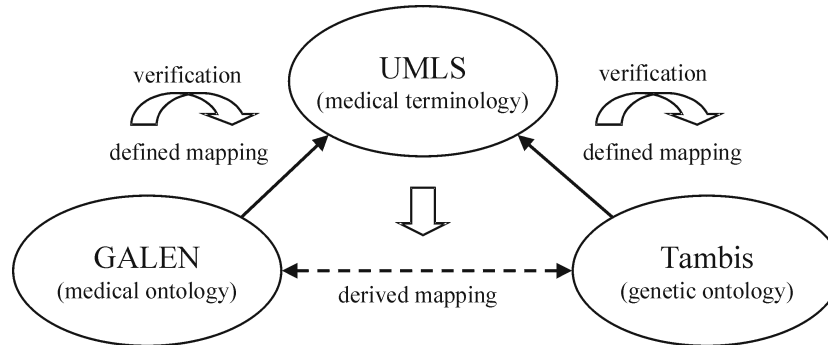 verification
UMLS
(medical terminology)
verification
defined mapping
defined mapping
GALEN
(medical ontology)
derived mapping
Tambis
(genetic ontology)